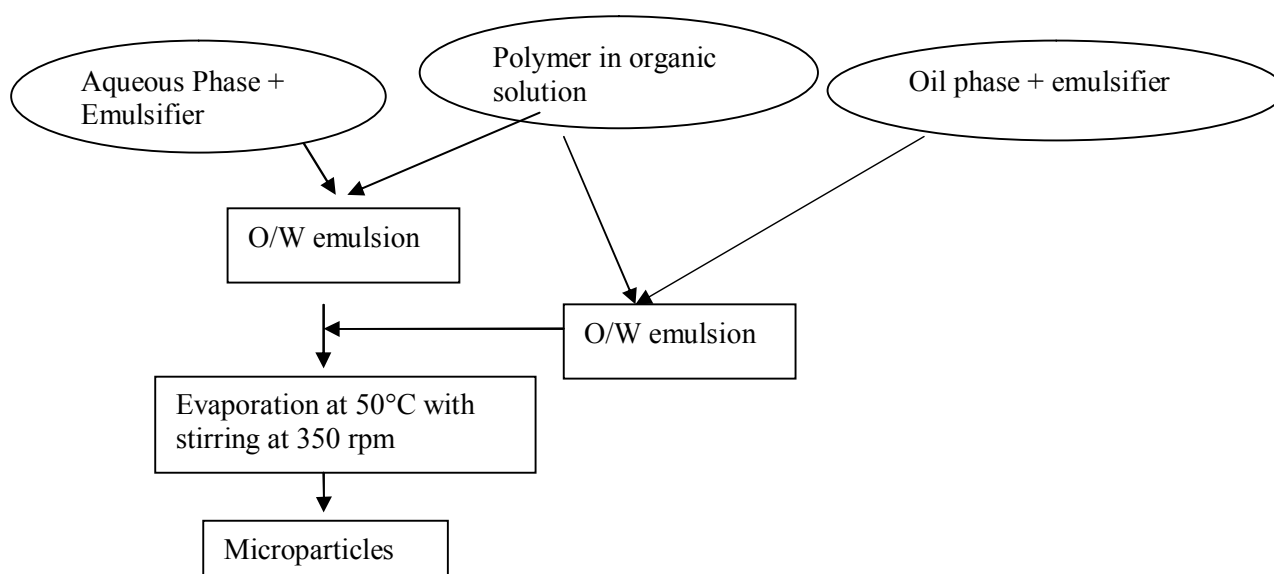 Aqueous Phase +
Emulsifier
Polymer in organic
solution
Oil phase + emulsifier
O/W emulsion
O/W emulsion
Evaporation at 50°C with
stirring at 350 rpm
Microparticles